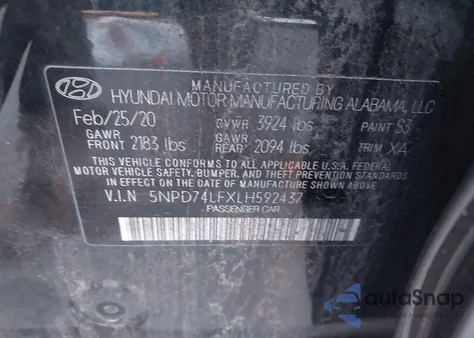 MANUFACTURED BY
HYUNDAI MOTOR MANUFACTURING ALABAMA, LLC
Feb/25/20 GVWR 3924 lbs PAINT S3
GAWR FRONT 2183 lbs GAWR REAR 2094 lbs TRIM XA
THIS VEHICLE CONFORMS TO ALL APPLICABLE U.S.A. FEDERAL
MOTOR VEHICLE SAFETY, BUMPER, AND THEFT PREVENTION STANDARDS
IN EFFECT ON THE DATE OF MANUFACTURE SHOWN ABOVE.
V.I.N 5NPD74LFXLH592437
PASSENGER CAR
autoSnap